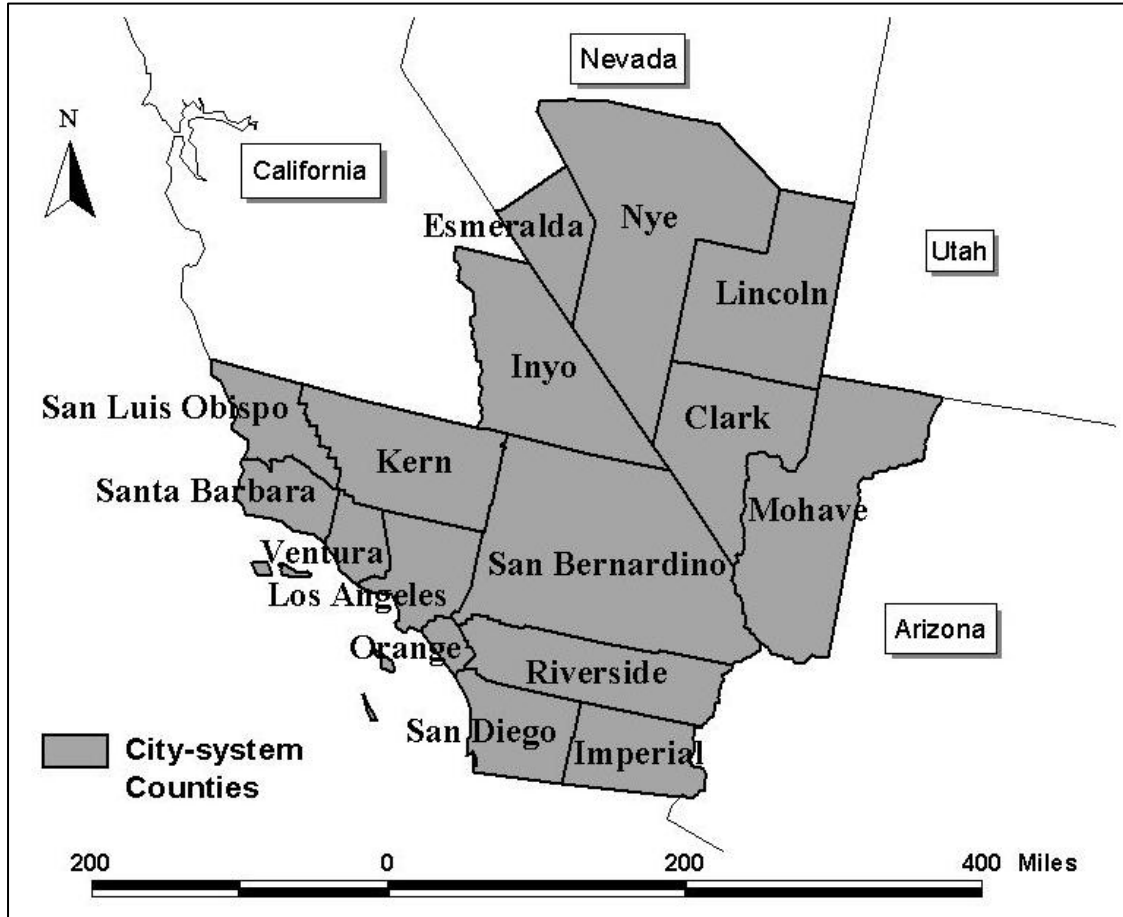 Nevada
N
California
Esmeralda
Nye
Utah
Lincoln
Inyo
San Luis Obispo
Clark
Kern
Santa Barbara
Mohave
Ventura
San Bernardino
Los Angeles
Arizona
Orange
Riverside
San Diego
Imperial
City-system
Counties
200 0 200 400 Miles